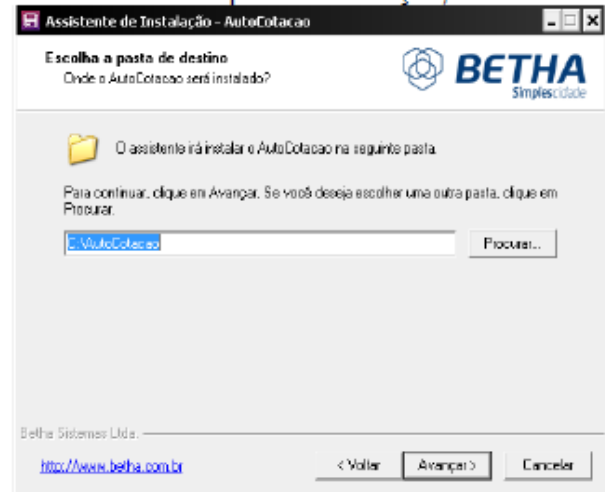 Assistente de Instalação - AutoCotacao
Escolha a pasta de destino
Onde o AutoCotacao será instalado?
BETHA
Simplescidade
O assistente irá instalar o AutoCotacao na seguinte pasta.
Para continuar, clique em Avançar. Se você deseja escolher uma outra pasta, clique em
Procurar.
C:\AutoCotacao
Procurar...
Betha Sistemas Ltda.
http://www.betha.com.br
< Voltar
Avançar >
Cancelar